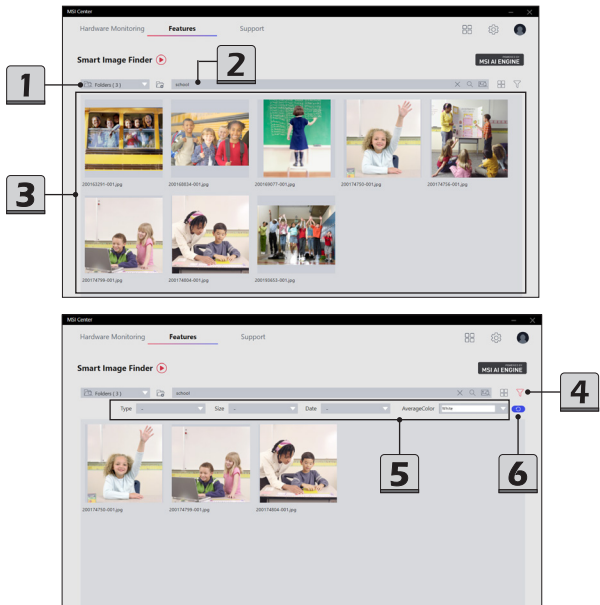 MSI Center
Hardware Monitoring Features Support
Smart Image Finder
MSI AI ENGINE
1
2
Folders ( 3 )
school
3
200163291-001.jpg 200168034-001.jpg 200169077-001.jpg 200174750-001.jpg 200174756-001.jpg
200174799-001.jpg 200174804-001.jpg 200193653-001.jpg
MSI Center
Hardware Monitoring Features Support
Smart Image Finder
MSI AI ENGINE
Folders ( 3 )
school
4
Type Size Date AverageColor White
5
6
200174750-001.jpg 200174799-001.jpg 200174804-001.jpg